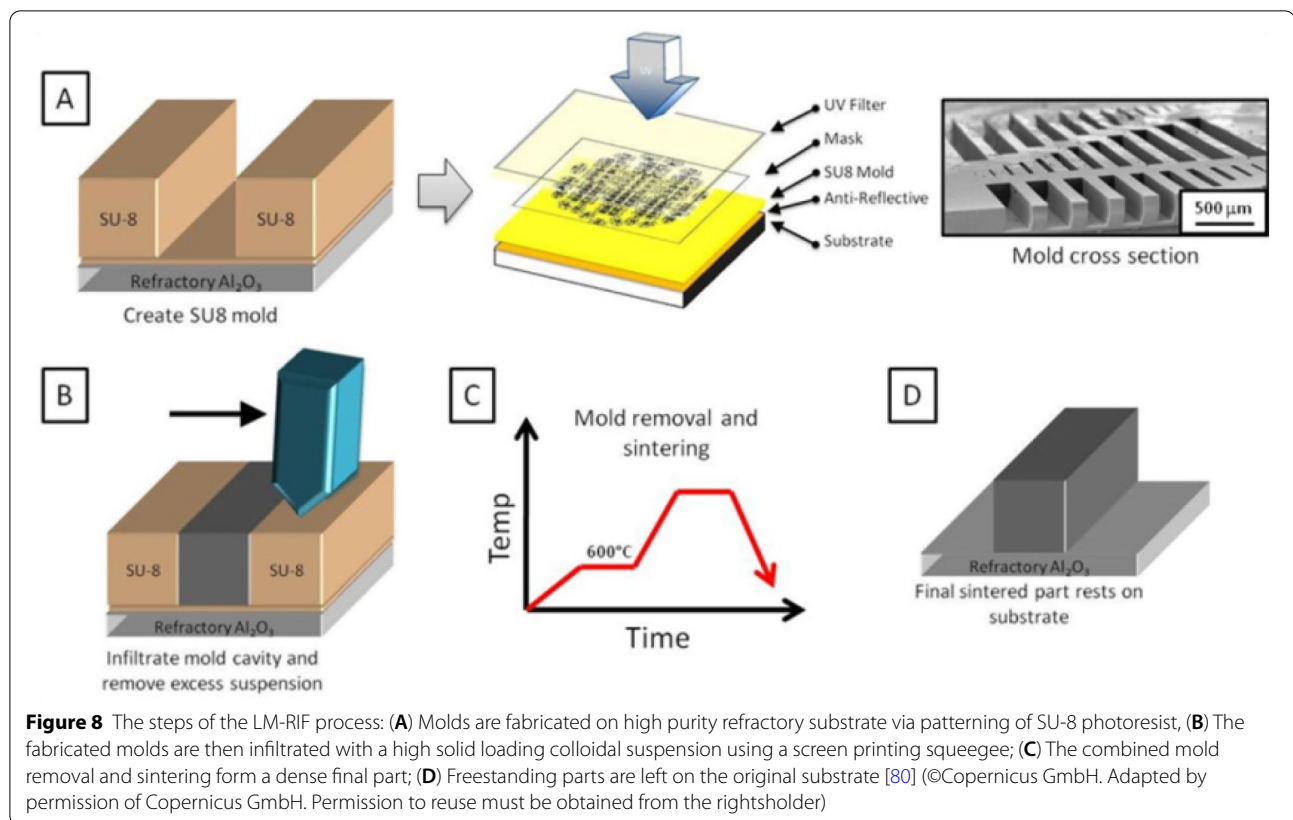 A
UV
UV Filter
Mask
SU8 Mold
Anti-Reflective
Substrate
SU-8
SU-8
Refractory Al₂O₃
Create SU8 mold
500 µm
Mold cross section
B
SU-8
SU-8
Refractory Al₂O₃
Infiltrate mold cavity and
remove excess suspension
C
Mold removal and
sintering
Temp
600°C
Time
D
Refractory Al₂O₃
Final sintered part rests on
substrate
Figure 8 The steps of the LM-RIF process: (A) Molds are fabricated on high purity refractory substrate via patterning of SU-8 photoresist, (B) The
fabricated molds are then infiltrated with a high solid loading colloidal suspension using a screen printing squeegee; (C) The combined mold
removal and sintering form a dense final part; (D) Freestanding parts are left on the original substrate [80] (©Copernicus GmbH. Adapted by
permission of Copernicus GmbH. Permission to reuse must be obtained from the rightsholder)